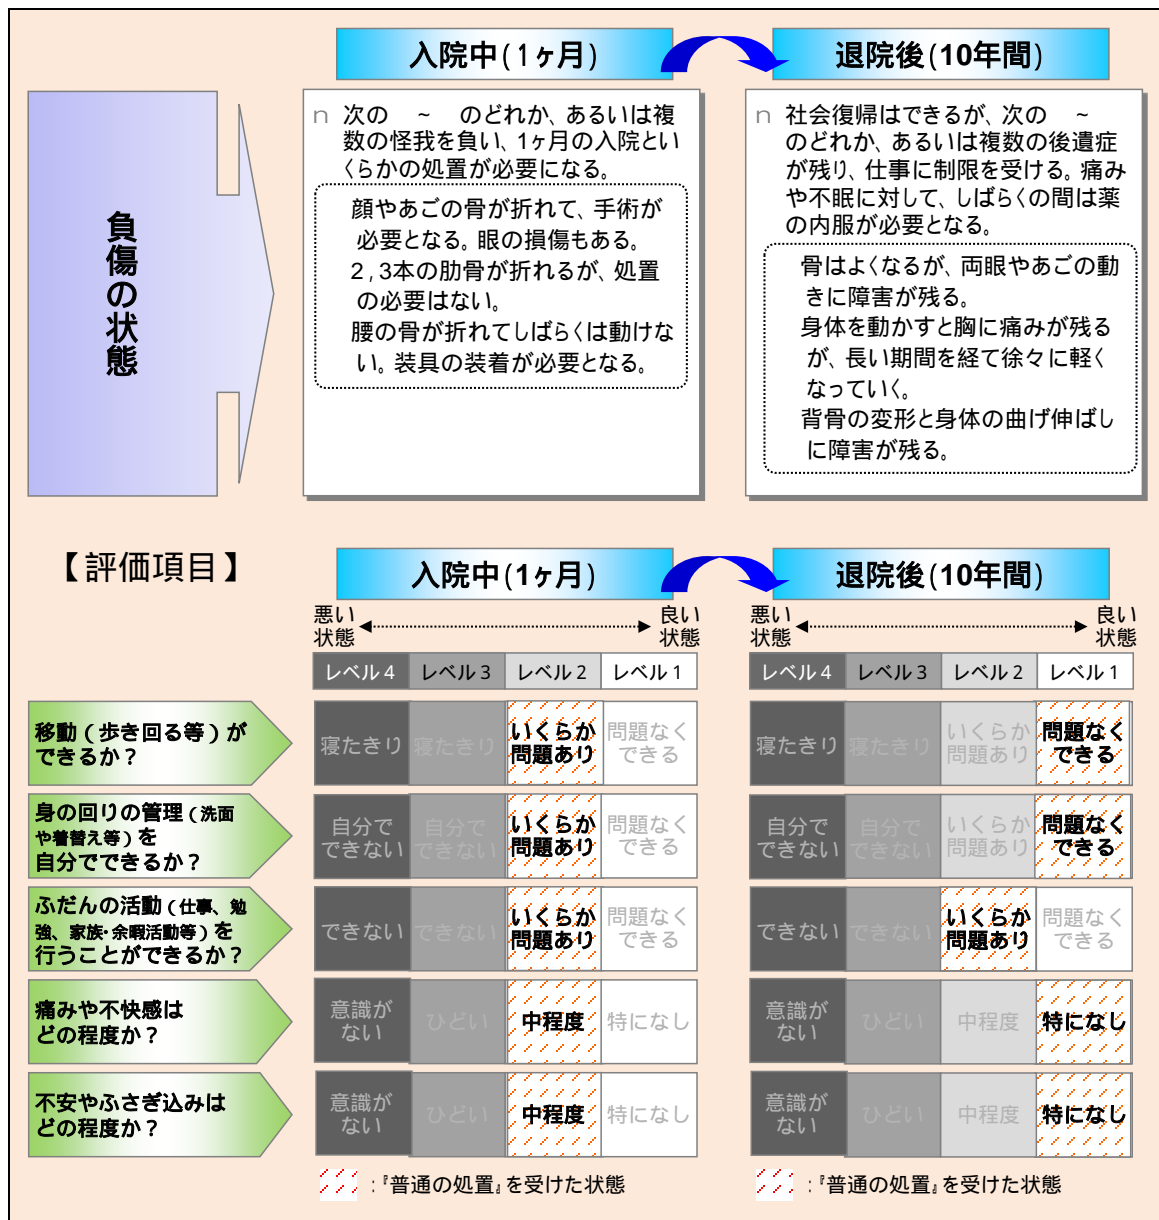 入院中(1ヶ月)
退院後(10年間)
負傷の状態
n 次の　～　のどれか、あるいは複
数の怪我を負い、1ヶ月の入院とい
くらかの処置が必要になる。
顔やあごの骨が折れて、手術が
必要となる。眼の損傷もある。
2,3本の肋骨が折れるが、処置
の必要はない。
腰の骨が折れてしばらくは動けな
い。装具の装着が必要となる。
n 社会復帰はできるが、次の　～
のどれか、あるいは複数の後遺症
が残り、仕事に制限を受ける。痛み
や不眠に対して、しばらくの間は薬
の内服が必要となる。
骨はよくなるが、両眼やあごの動
きに障害が残る。
身体を動かすと胸に痛みが残る
が、長い期間を経て徐々に軽く
なっていく。
背骨の変形と身体の曲げ伸ばし
に障害が残る。
【評価項目】
入院中(1ヶ月)
退院後(10年間)
悪い
状態
良い
状態
悪い
状態
良い
状態
レベル4 レベル3 レベル2 レベル1
レベル4 レベル3 レベル2 レベル1
移動(歩き回る等)が
できるか?
寝たきり
寝たきり
いくらか
問題あり
問題なく
できる
寝たきり
寝たきり
いくらか
問題あり
問題なく
できる
身の回りの管理(洗面
や着替え等)を
自分でできるか?
自分で
できない
自分で
できない
いくらか
問題あり
問題なく
できる
自分で
できない
自分で
できない
いくらか
問題あり
問題なく
できる
ふだんの活動(仕事、勉
強、家族・余暇活動等)を
行うことができるか?
できない
できない
いくらか
問題あり
問題なく
できる
できない
できない
いくらか
問題あり
問題なく
できる
痛みや不快感は
どの程度か?
意識が
ない
ひどい
中程度
特になし
意識が
ない
ひどい
中程度
特になし
不安やふさぎ込みは
どの程度か?
意識が
ない
ひどい
中程度
特になし
意識が
ない
ひどい
中程度
特になし
:『普通の処置』を受けた状態
:『普通の処置』を受けた状態